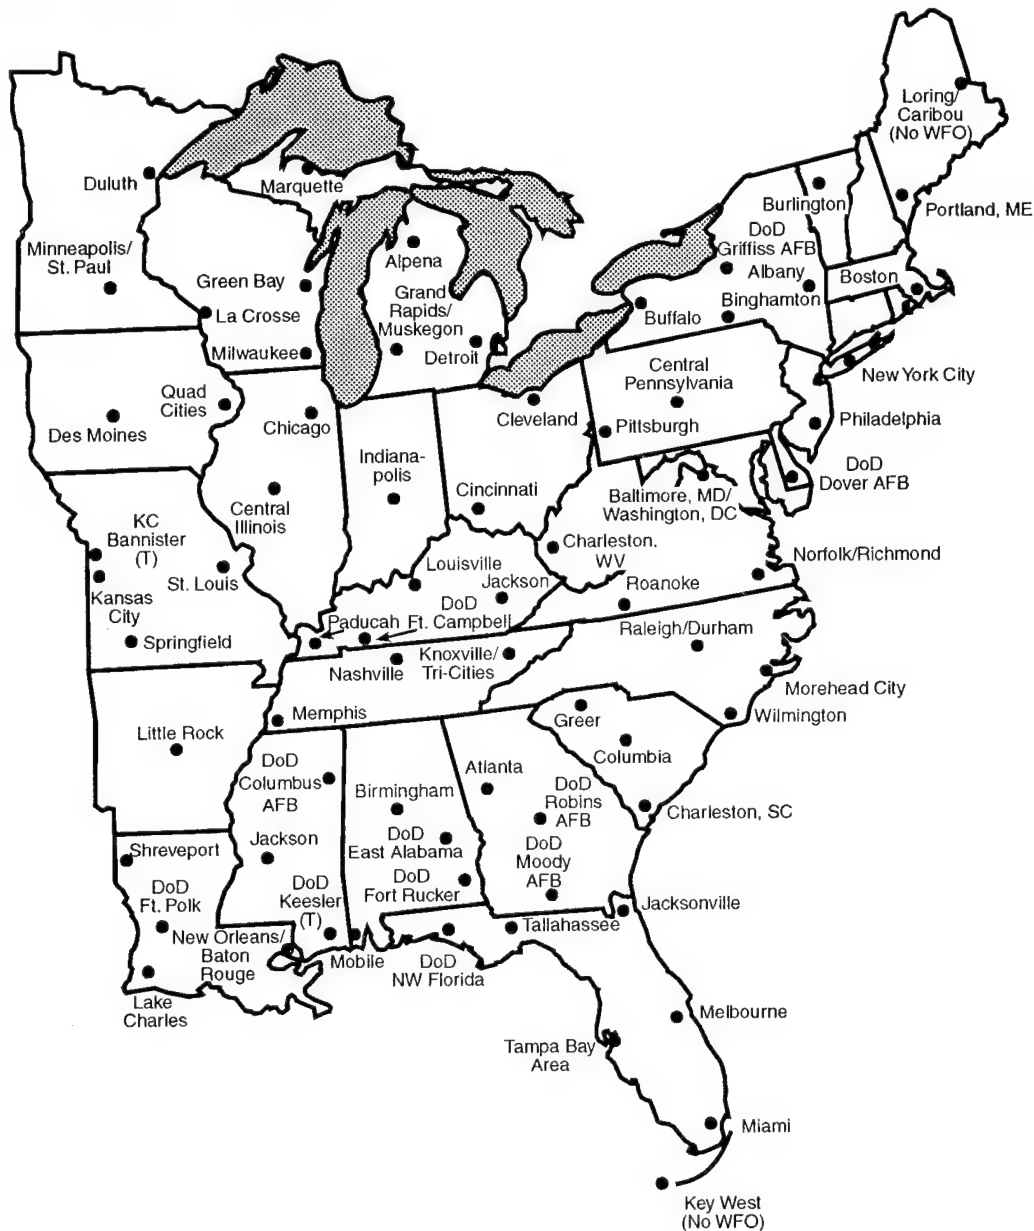 Loring/
Caribou
(No WFO)
Duluth
Marquette
Burlington
Portland, ME
Minneapolis/
St. Paul
Alpena
DoD
Griffiss AFB
Albany
Boston
Green Bay
Grand
Rapids/
Muskegon
Binghamton
Buffalo
La Crosse
Milwaukee
Detroit
New York City
Central
Pennsylvania
Quad
Cities
Des Moines
Chicago
Cleveland
Pittsburgh
Philadelphia
Indiana-
polis
DoD
Dover AFB
Central
Illinois
Cincinnati
Baltimore, MD/
Washington, DC
KC
Bannister
(T)
Charleston,
WV
Norfolk/Richmond
St. Louis
Louisville
Jackson
Roanoke
Kansas
City
Springfield
Paducah
DoD
Ft. Campbell
Raleigh/Durham
Nashville
Knoxville/
Tri-Cities
Morehead City
Wilmington
Memphis
Greer
Little Rock
Columbia
DoD
Columbus
AFB
Atlanta
Birmingham
DoD
Robins
AFB
Charleston, SC
Jackson
DoD
East Alabama
DoD
Moody
AFB
Shreveport
DoD
Ft. Polk
DoD
Keesler
(T)
DoD
Fort Rucker
Jacksonville
New Orleans/
Baton
Rouge
Mobile
DoD
NW Florida
Tallahassee
Lake
Charles
Melbourne
Tampa Bay
Area
Miami
Key West
(No WFO)